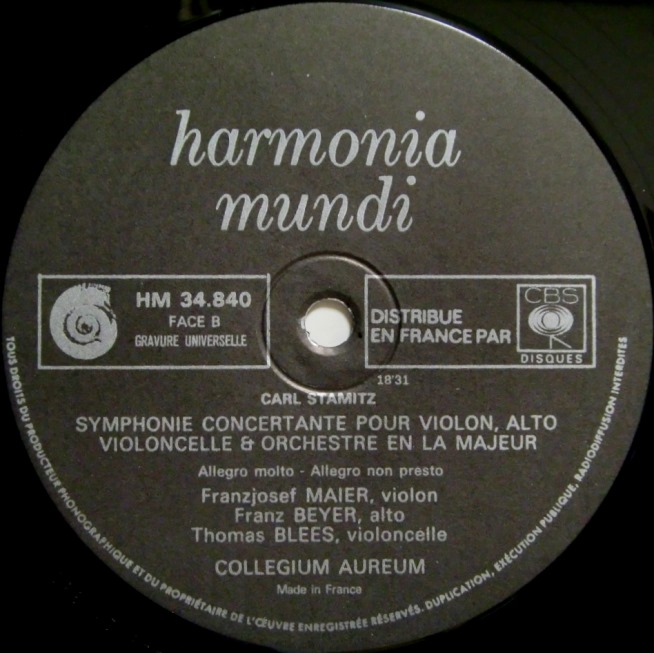 harmonia
mundi
HM 34.840
FACE B
GRAVURE UNIVERSELLE
DISTRIBUE
EN FRANCE PAR
CBS
DISQUES
18'31
CARL STAMITZ
SYMPHONIE CONCERTANTE POUR VIOLON, ALTO
VIOLONCELLE & ORCHESTRE EN LA MAJEUR
Allegro molto - Allegro non presto
Franzjosef MAIER, violon
Franz BEYER, alto
Thomas BLEES, violoncelle
COLLEGIUM AUREUM
Made in France
TOUS DROITS DU PRODUCTEUR PHONOGRAPHIQUE ET DU PROPRIÉTAIRE DE L'ŒUVRE ENREGISTRÉE RÉSERVÉS. DUPLICATION, EXÉCUTION PUBLIQUE, RADIODIFFUSION INTERDITES